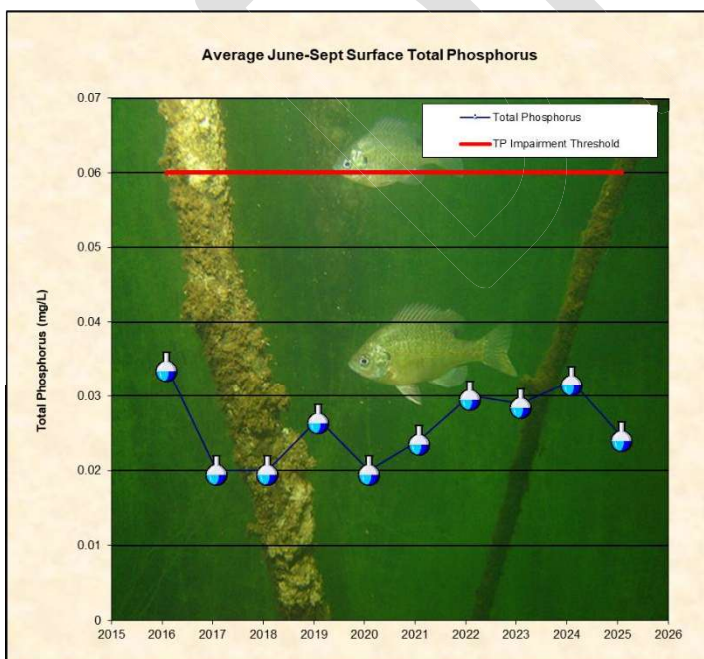 Average June-Sept Surface Total Phosphorus
Total Phosphorus
TP Impairment Threshold
Total Phosphorus (mg/L)
0.07
0.06
0.05
0.04
0.03
0.02
0.01
0
2015 2016 2017 2018 2019 2020 2021 2022 2023 2024 2025 2026